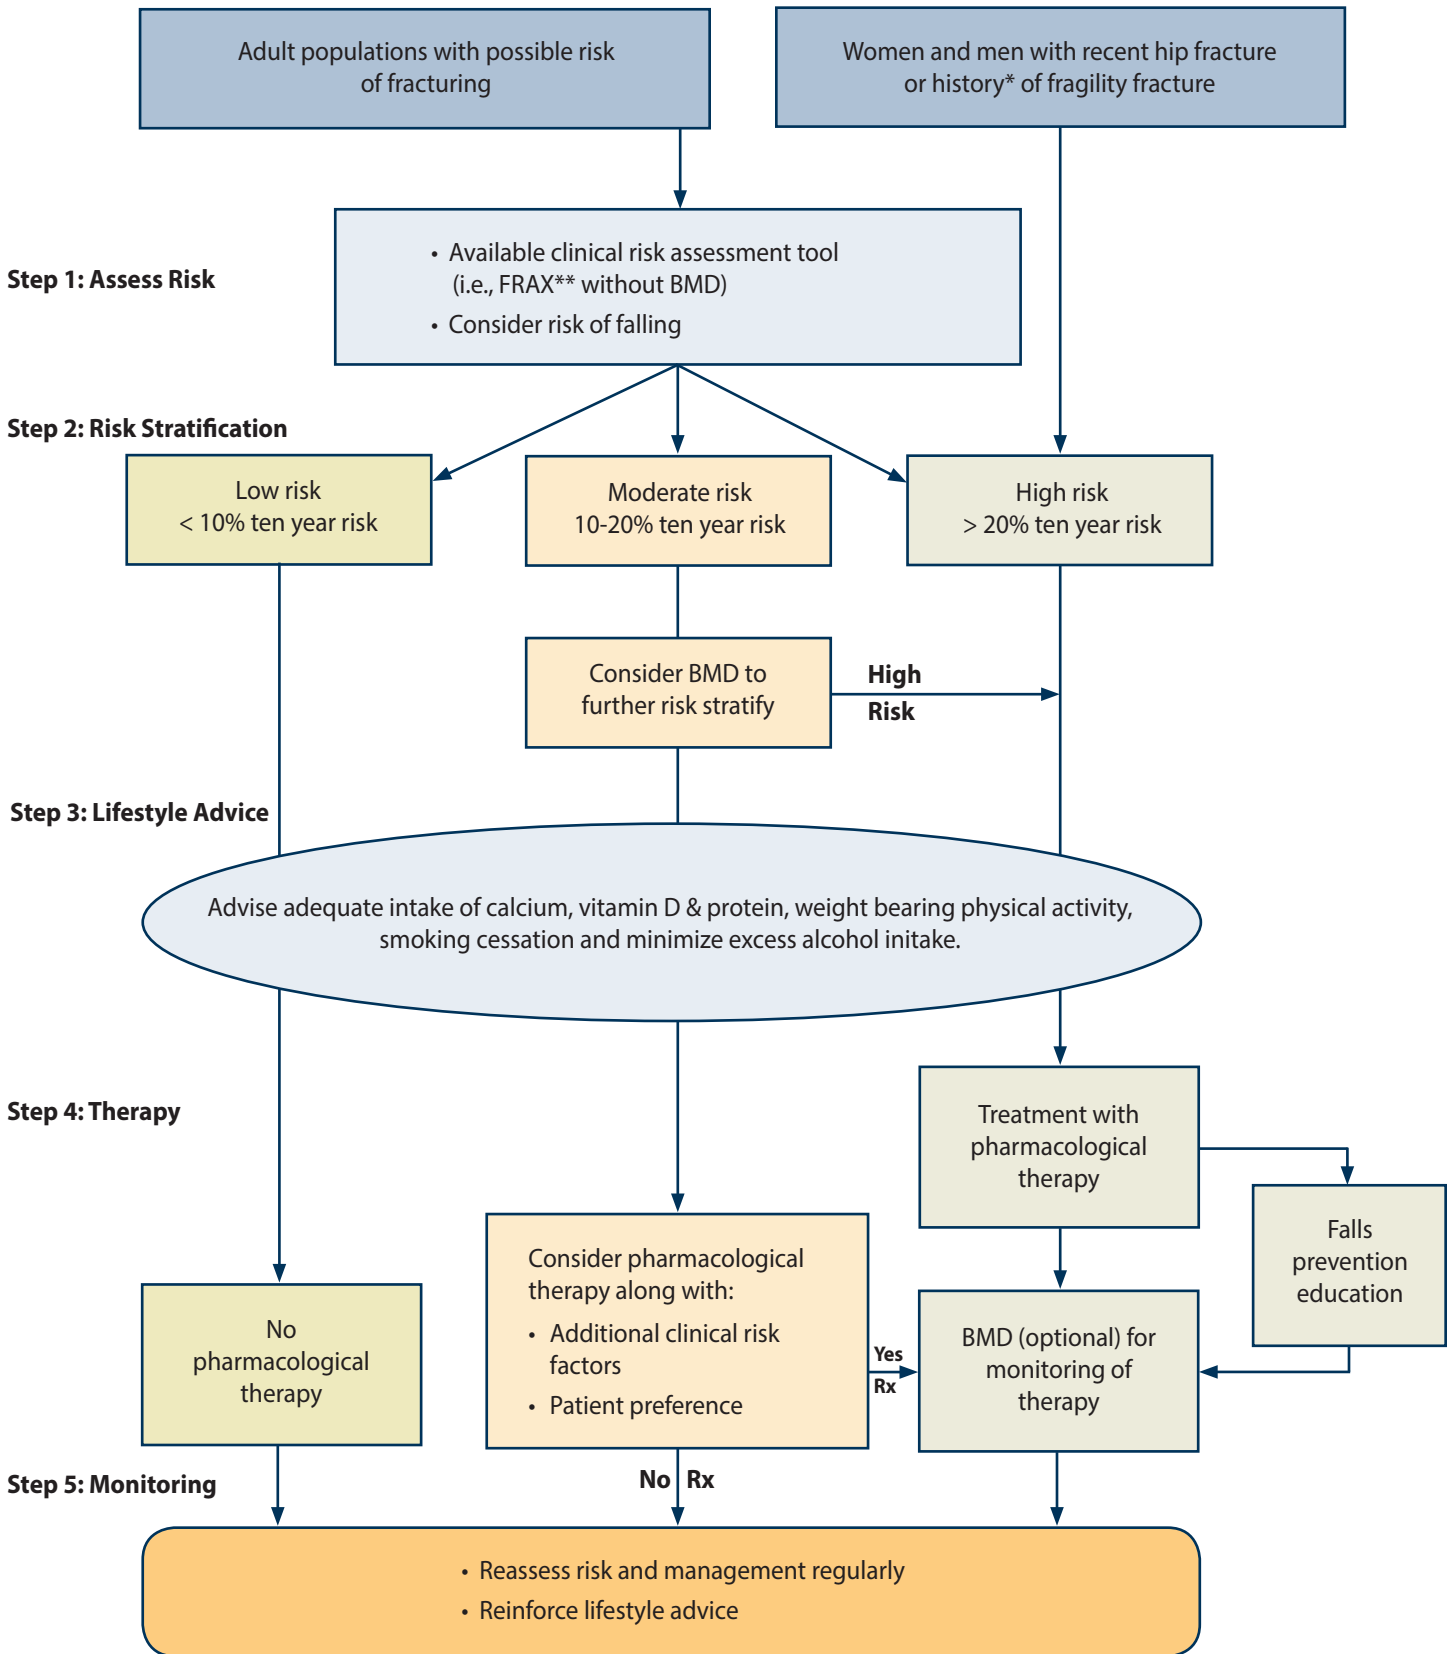 Adult populations with possible risk
of fracturing
Women and men with recent hip fracture
or history* of fragility fracture
Step 1: Assess Risk
• Available clinical risk assessment tool
(i.e., FRAX** without BMD)
• Consider risk of falling
Step 2: Risk Stratification
Low risk
< 10% ten year risk
Moderate risk
10-20% ten year risk
High risk
> 20% ten year risk
Consider BMD to
further risk stratify
High
Risk
Step 3: Lifestyle Advice
Advise adequate intake of calcium, vitamin D & protein, weight bearing physical activity,
smoking cessation and minimize excess alcohol initake.
Step 4: Therapy
Treatment with
pharmacological
therapy
Falls
prevention
education
No
pharmacological
therapy
Consider pharmacological
therapy along with:
• Additional clinical risk
factors
• Patient preference
Yes
Rx
BMD (optional) for
monitoring of
therapy
Step 5: Monitoring
No Rx
• Reassess risk and management regularly
• Reinforce lifestyle advice